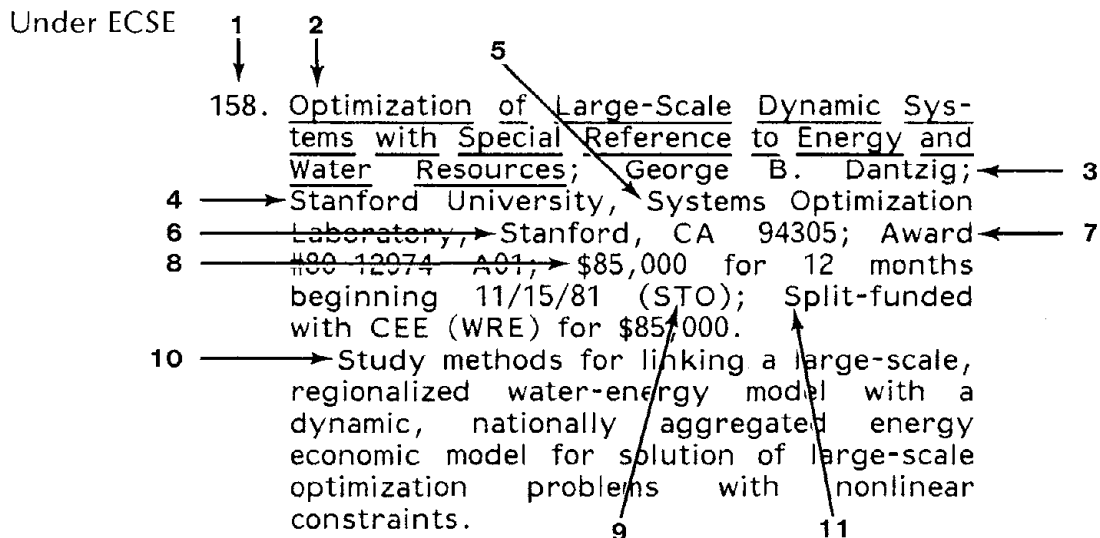 Under ECSE 1 2
5
158. Optimization of Large-Scale Dynamic Sys-
tems with Special Reference to Energy and
Water Resources; George B. Dantzig; 3
4 Stanford University, Systems Optimization
6 Laboratory, Stanford, CA 94305; Award 7
8 #80-12974 A01; $85,000 for 12 months
beginning 11/15/81 (STO); Split-funded
with CEE (WRE) for $85,000.
10 Study methods for linking a large-scale,
regionalized water-energy model with a
dynamic, nationally aggregated energy
economic model for solution of large-scale
optimization problems with nonlinear
constraints.
9 11